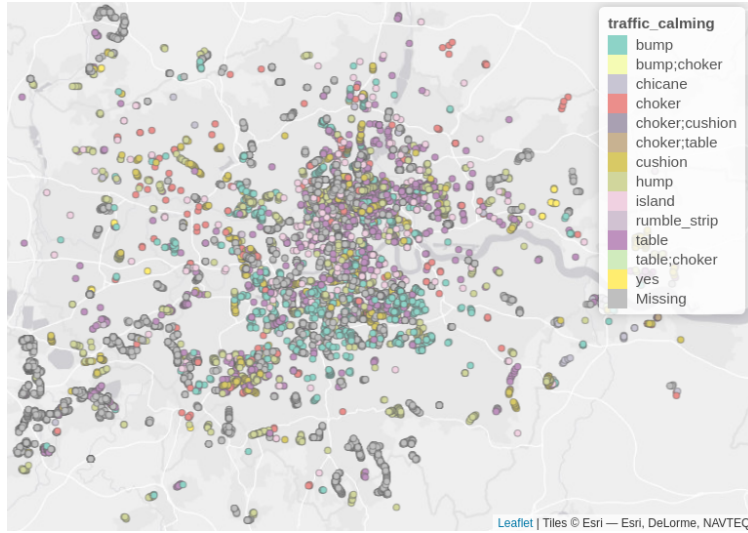 traffic_calming
bump
bump;choker
chicane
choker
choker;cushion
choker;table
cushion
hump
island
rumble_strip
table
table;choker
yes
Missing
Leaflet | Tiles © Esri — Esri, DeLorme, NAVTEQ